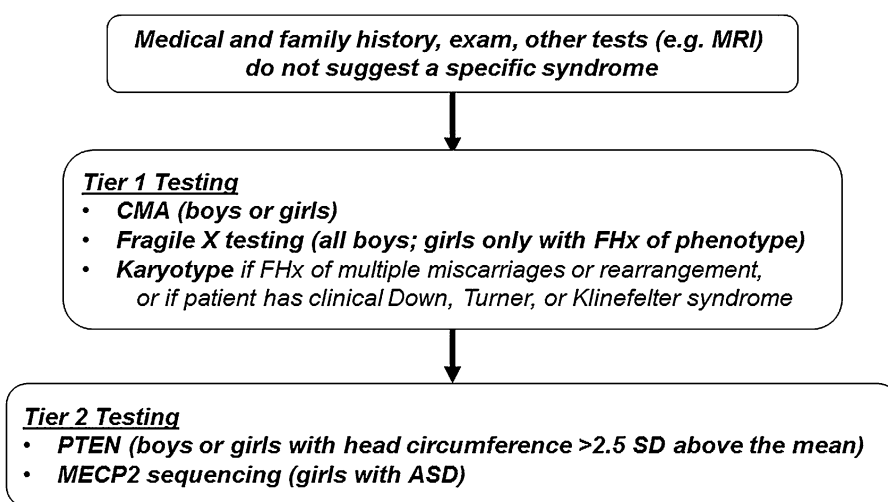 Medical and family history, exam, other tests (e.g. MRI)
do not suggest a specific syndrome
Tier 1 Testing
• CMA (boys or girls)
• Fragile X testing (all boys; girls only with FHx of phenotype)
• Karyotype if FHx of multiple miscarriages or rearrangement,
or if patient has clinical Down, Turner, or Klinefelter syndrome
Tier 2 Testing
• PTEN (boys or girls with head circumference >2.5 SD above the mean)
• MECP2 sequencing (girls with ASD)